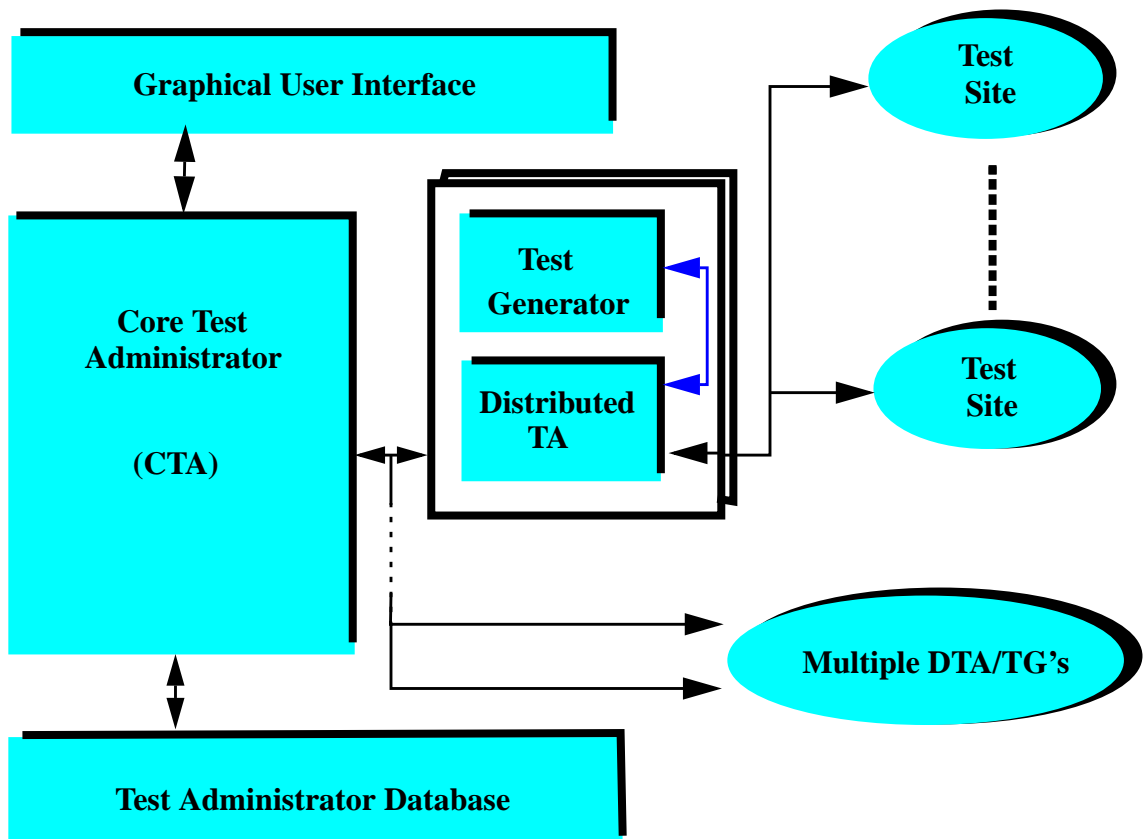 Graphical User Interface
Test
Site
Test
Generator
Core Test
Administrator
(CTA)
Distributed
TA
Test
Site
Multiple DTA/TG’s
Test Administrator Database